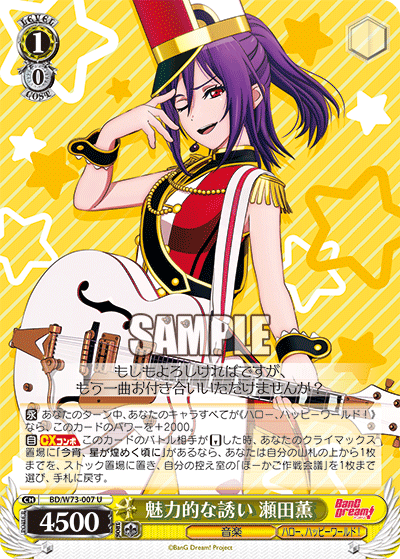 LEVEL
1
0
COST
SAMPLE
もしもよろしければですが、
もう一曲お付き合いいただけませんか？
永 あなたのターン中、あなたのキャラすべてが《ハロー、ハッピーワールド！》
なら、このカードのパワーを＋2000。
自 CXコンボ このカードのバトル相手が した時、あなたのクライマックス
置場に「今宵、星が煌めく頃に」があるなら、あなたは自分の山札の上から1枚
までを、ストック置場に置き、自分の控え室の「ほーかご作戦会議」を1枚まで
選び、手札に戻す。
CH BD/W73-007 U
4500
魅力的な誘い 瀬田薫
BanG Dream!
音楽
ハロー、ハッピーワールド！
©BanG Dream! Project